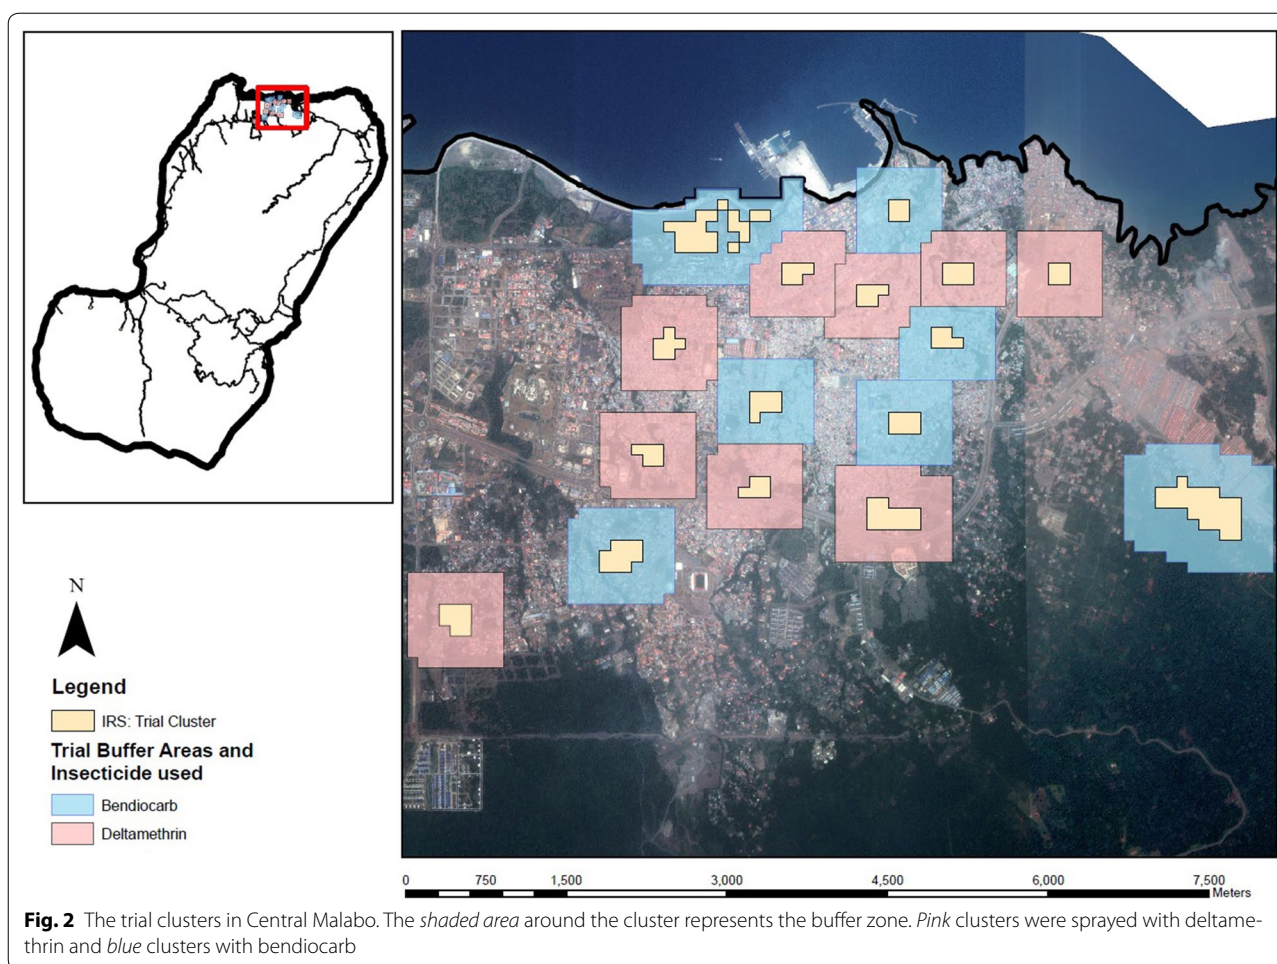 N
Legend
IRS: Trial Cluster
Trial Buffer Areas and
Insecticide used
Bendiocarb
Deltamethrin
0 750 1,500 3,000 4,500 6,000 7,500
Meters
Fig. 2 The trial clusters in Central Malabo. The shaded area around the cluster represents the buffer zone. Pink clusters were sprayed with deltame-
thrin and blue clusters with bendiocarb